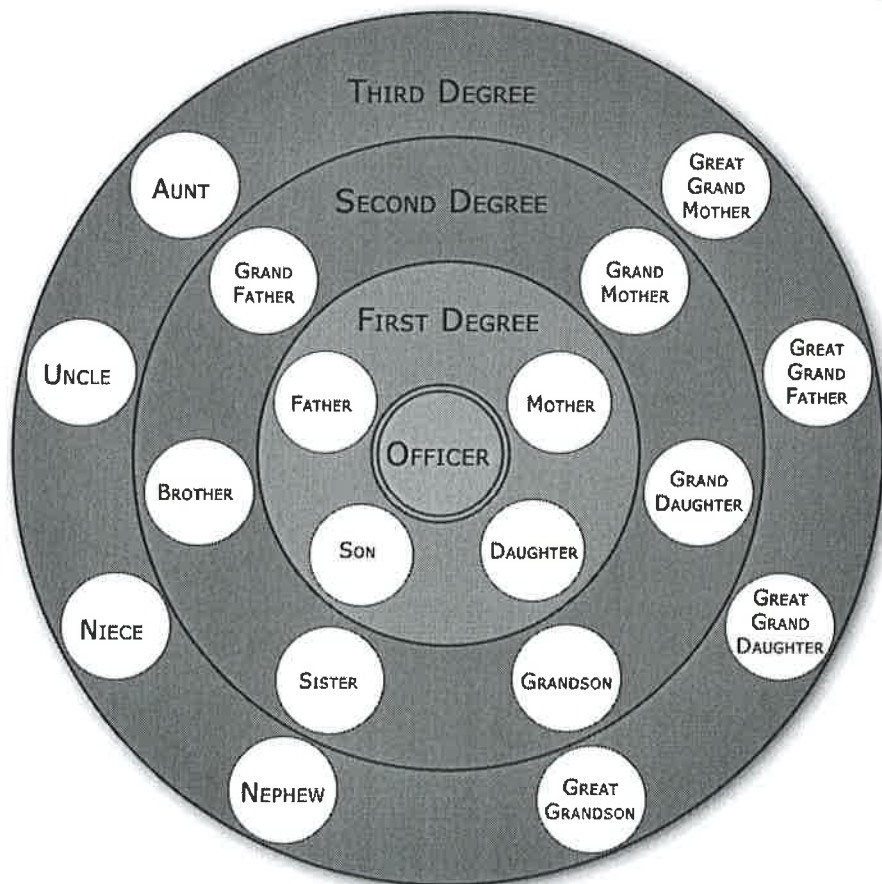 THIRD DEGREE
AUNT
GREAT
GRAND
MOTHER
SECOND DEGREE
GRAND
FATHER
GRAND
MOTHER
FIRST DEGREE
UNCLE
GREAT
GRAND
FATHER
FATHER
MOTHER
OFFICER
BROTHER
GRAND
DAUGHTER
SON
DAUGHTER
NIECE
GREAT
GRAND
DAUGHTER
SISTER
GRANDSON
NEPHEW
GREAT
GRANDSON